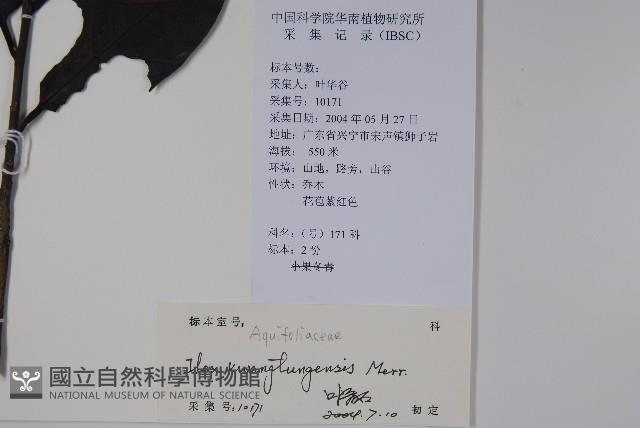 中国科学院华南植物研究所
采 集 记 录（IBSC）
标本号数：
采集人：叶华谷
采集号：10171
采集日期：2004 年 05 月 27 日
地址：广东省兴宁市宋声镇狮子岩
海拔： 550 米
环境：山地，路旁，山谷
性状：乔木
花苞紫红色
科名：（号）171 科
标本：2 份
小果冬青
标本室号： 科
Aquifoliaceae
Ilex kwangtungensis Merr.
采 集 号：10171
2004.7.10 初定
國立自然科學博物館
NATIONAL MUSEUM OF NATURAL SCIENCE